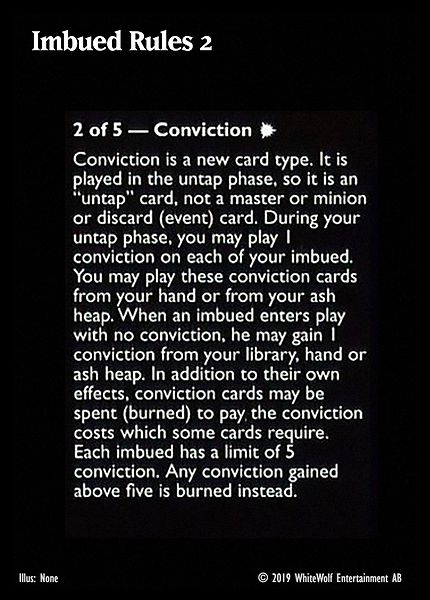 Imbued Rules 2
2 of 5 — Conviction
Conviction is a new card type. It is
played in the untap phase, so it is an
“untap” card, not a master or minion
or discard (event) card. During your
untap phase, you may play 1
conviction on each of your imbued.
You may play these conviction cards
from your hand or from your ash
heap. When an imbued enters play
with no conviction, he may gain 1
conviction from your library, hand or
ash heap. In addition to their own
effects, conviction cards may be
spent (burned) to pay the conviction
costs which some cards require.
Each imbued has a limit of 5
conviction. Any conviction gained
above five is burned instead.
Illus: None
© 2019 WhiteWolf Entertainment AB